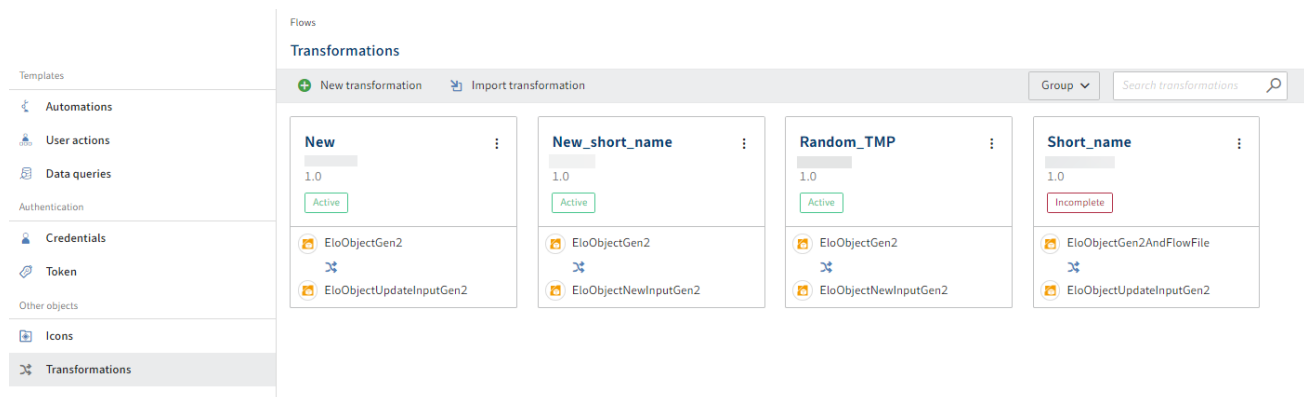 Flows
Transformations
Templates
Automations
User actions
Data queries
Authentication
Credentials
Token
Other objects
Icons
Transformations
New transformation
Import transformation
Group
Search transformations
New
1.0
Active
EloObjectGen2
EloObjectUpdateInputGen2
New_short_name
1.0
Active
EloObjectGen2
EloObjectNewInputGen2
Random_TMP
1.0
Active
EloObjectGen2
EloObjectNewInputGen2
Short_name
1.0
Incomplete
EloObjectGen2AndFlowFile
EloObjectUpdateInputGen2